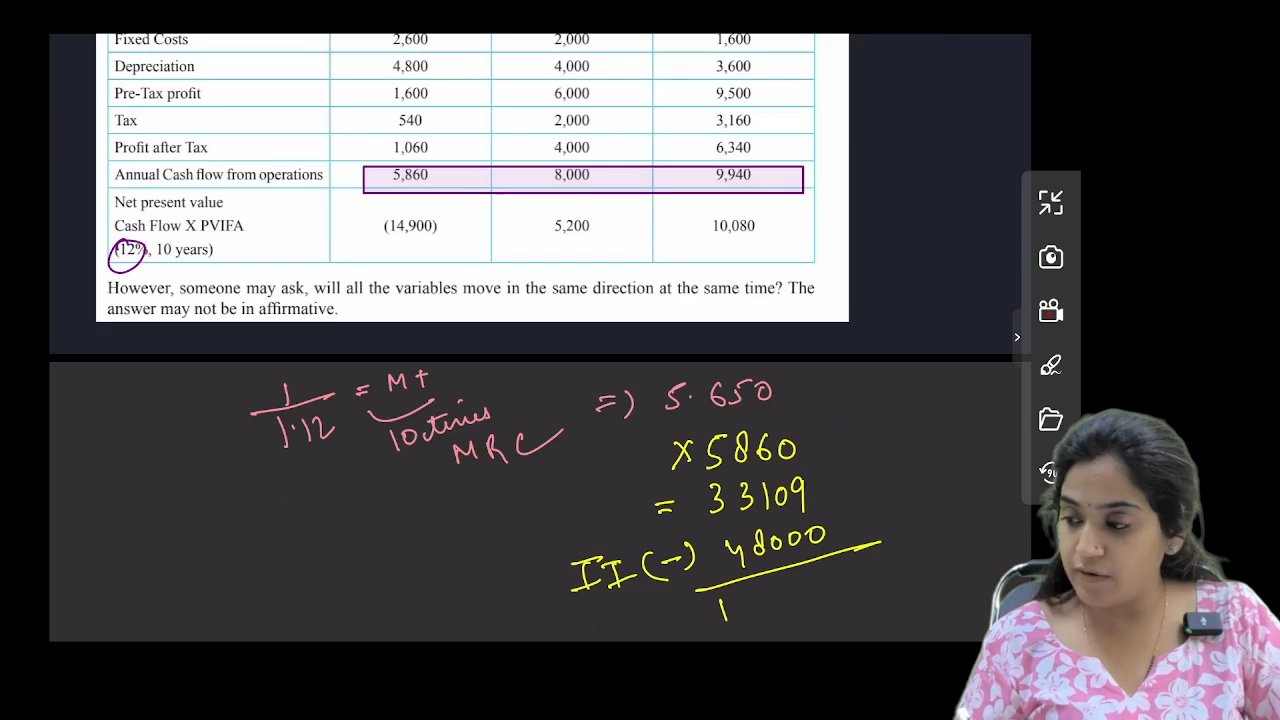 Fixed Costs 2,600 2,000 1,600
Depreciation 4,800 4,000 3,600
Pre-Tax profit 1,600 6,000 9,500
Tax 540 2,000 3,160
Profit after Tax 1,060 4,000 6,340
Annual Cash flow from operations 5,860 8,000 9,940
Net present value
Cash Flow X PVIFA (14,900) 5,200 10,080
(12%, 10 years)
However, someone may ask, will all the variables move in the same direction at the same time? The
answer may not be in affirmative.
1/1.12 = M+ => 5.650
10 times
MRC
x 5860
= 33109
II (-) 48000
1